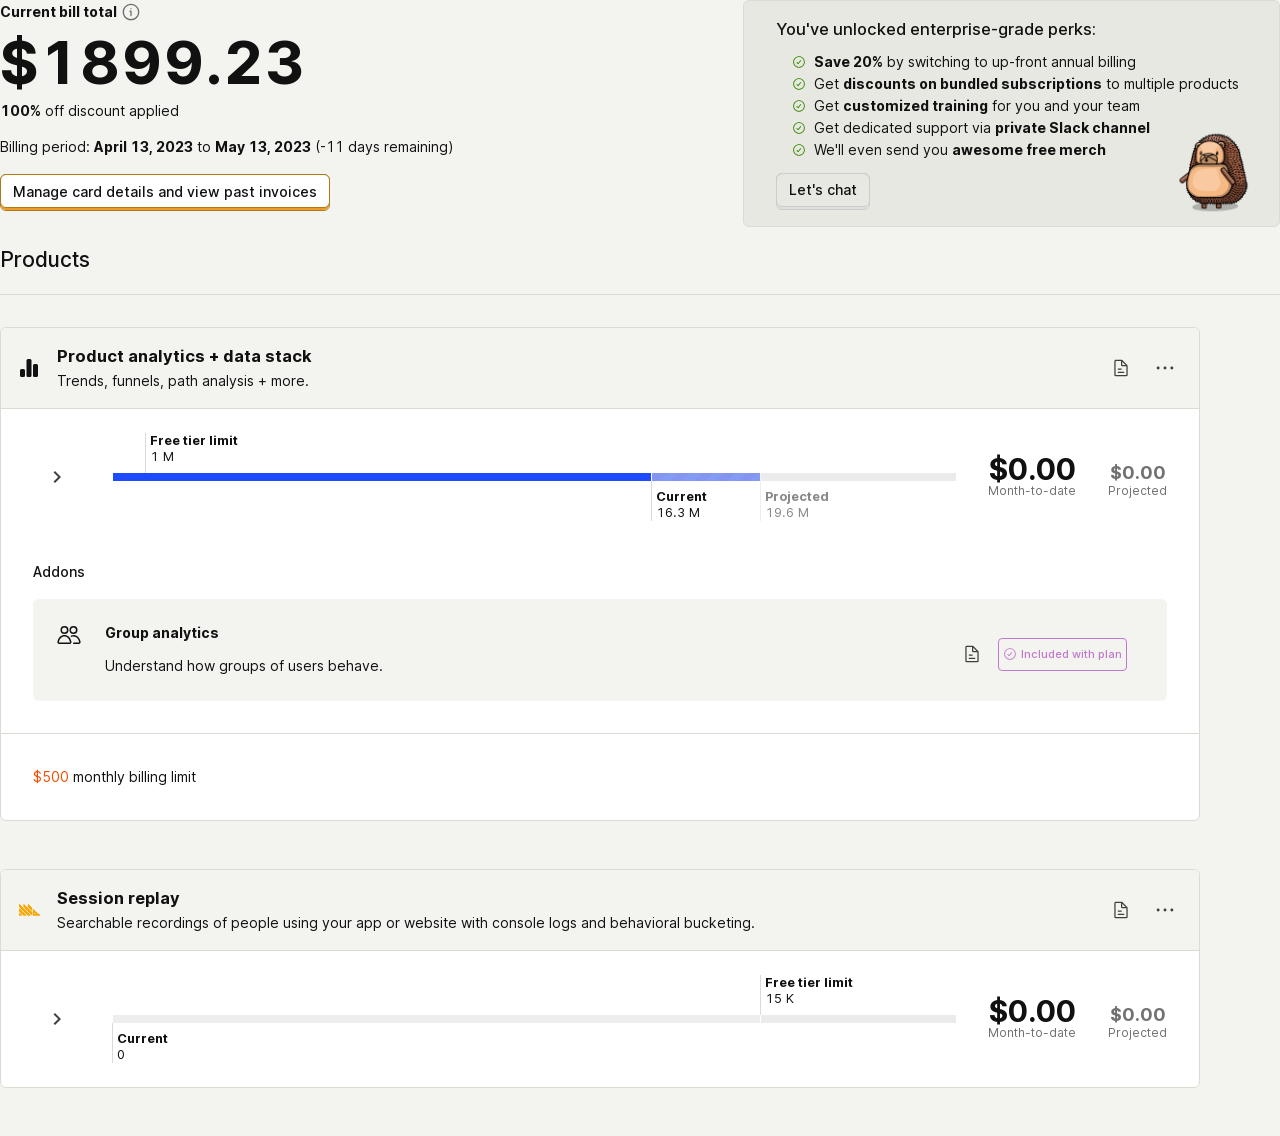 Current bill total
$1899.23
100% off discount applied
Billing period: April 13, 2023 to May 13, 2023 (-11 days remaining)
Manage card details and view past invoices
You've unlocked enterprise-grade perks:
Save 20% by switching to up-front annual billing
Get discounts on bundled subscriptions to multiple products
Get customized training for you and your team
Get dedicated support via private Slack channel
We'll even send you awesome free merch
Let's chat
Products
Product analytics + data stack
Trends, funnels, path analysis + more.
Free tier limit
1 M
Current
16.3 M
Projected
19.6 M
$0.00
Month-to-date
$0.00
Projected
Addons
Group analytics
Understand how groups of users behave.
Included with plan
$500 monthly billing limit
Session replay
Searchable recordings of people using your app or website with console logs and behavioral bucketing.
Free tier limit
15 K
Current
0
$0.00
Month-to-date
$0.00
Projected